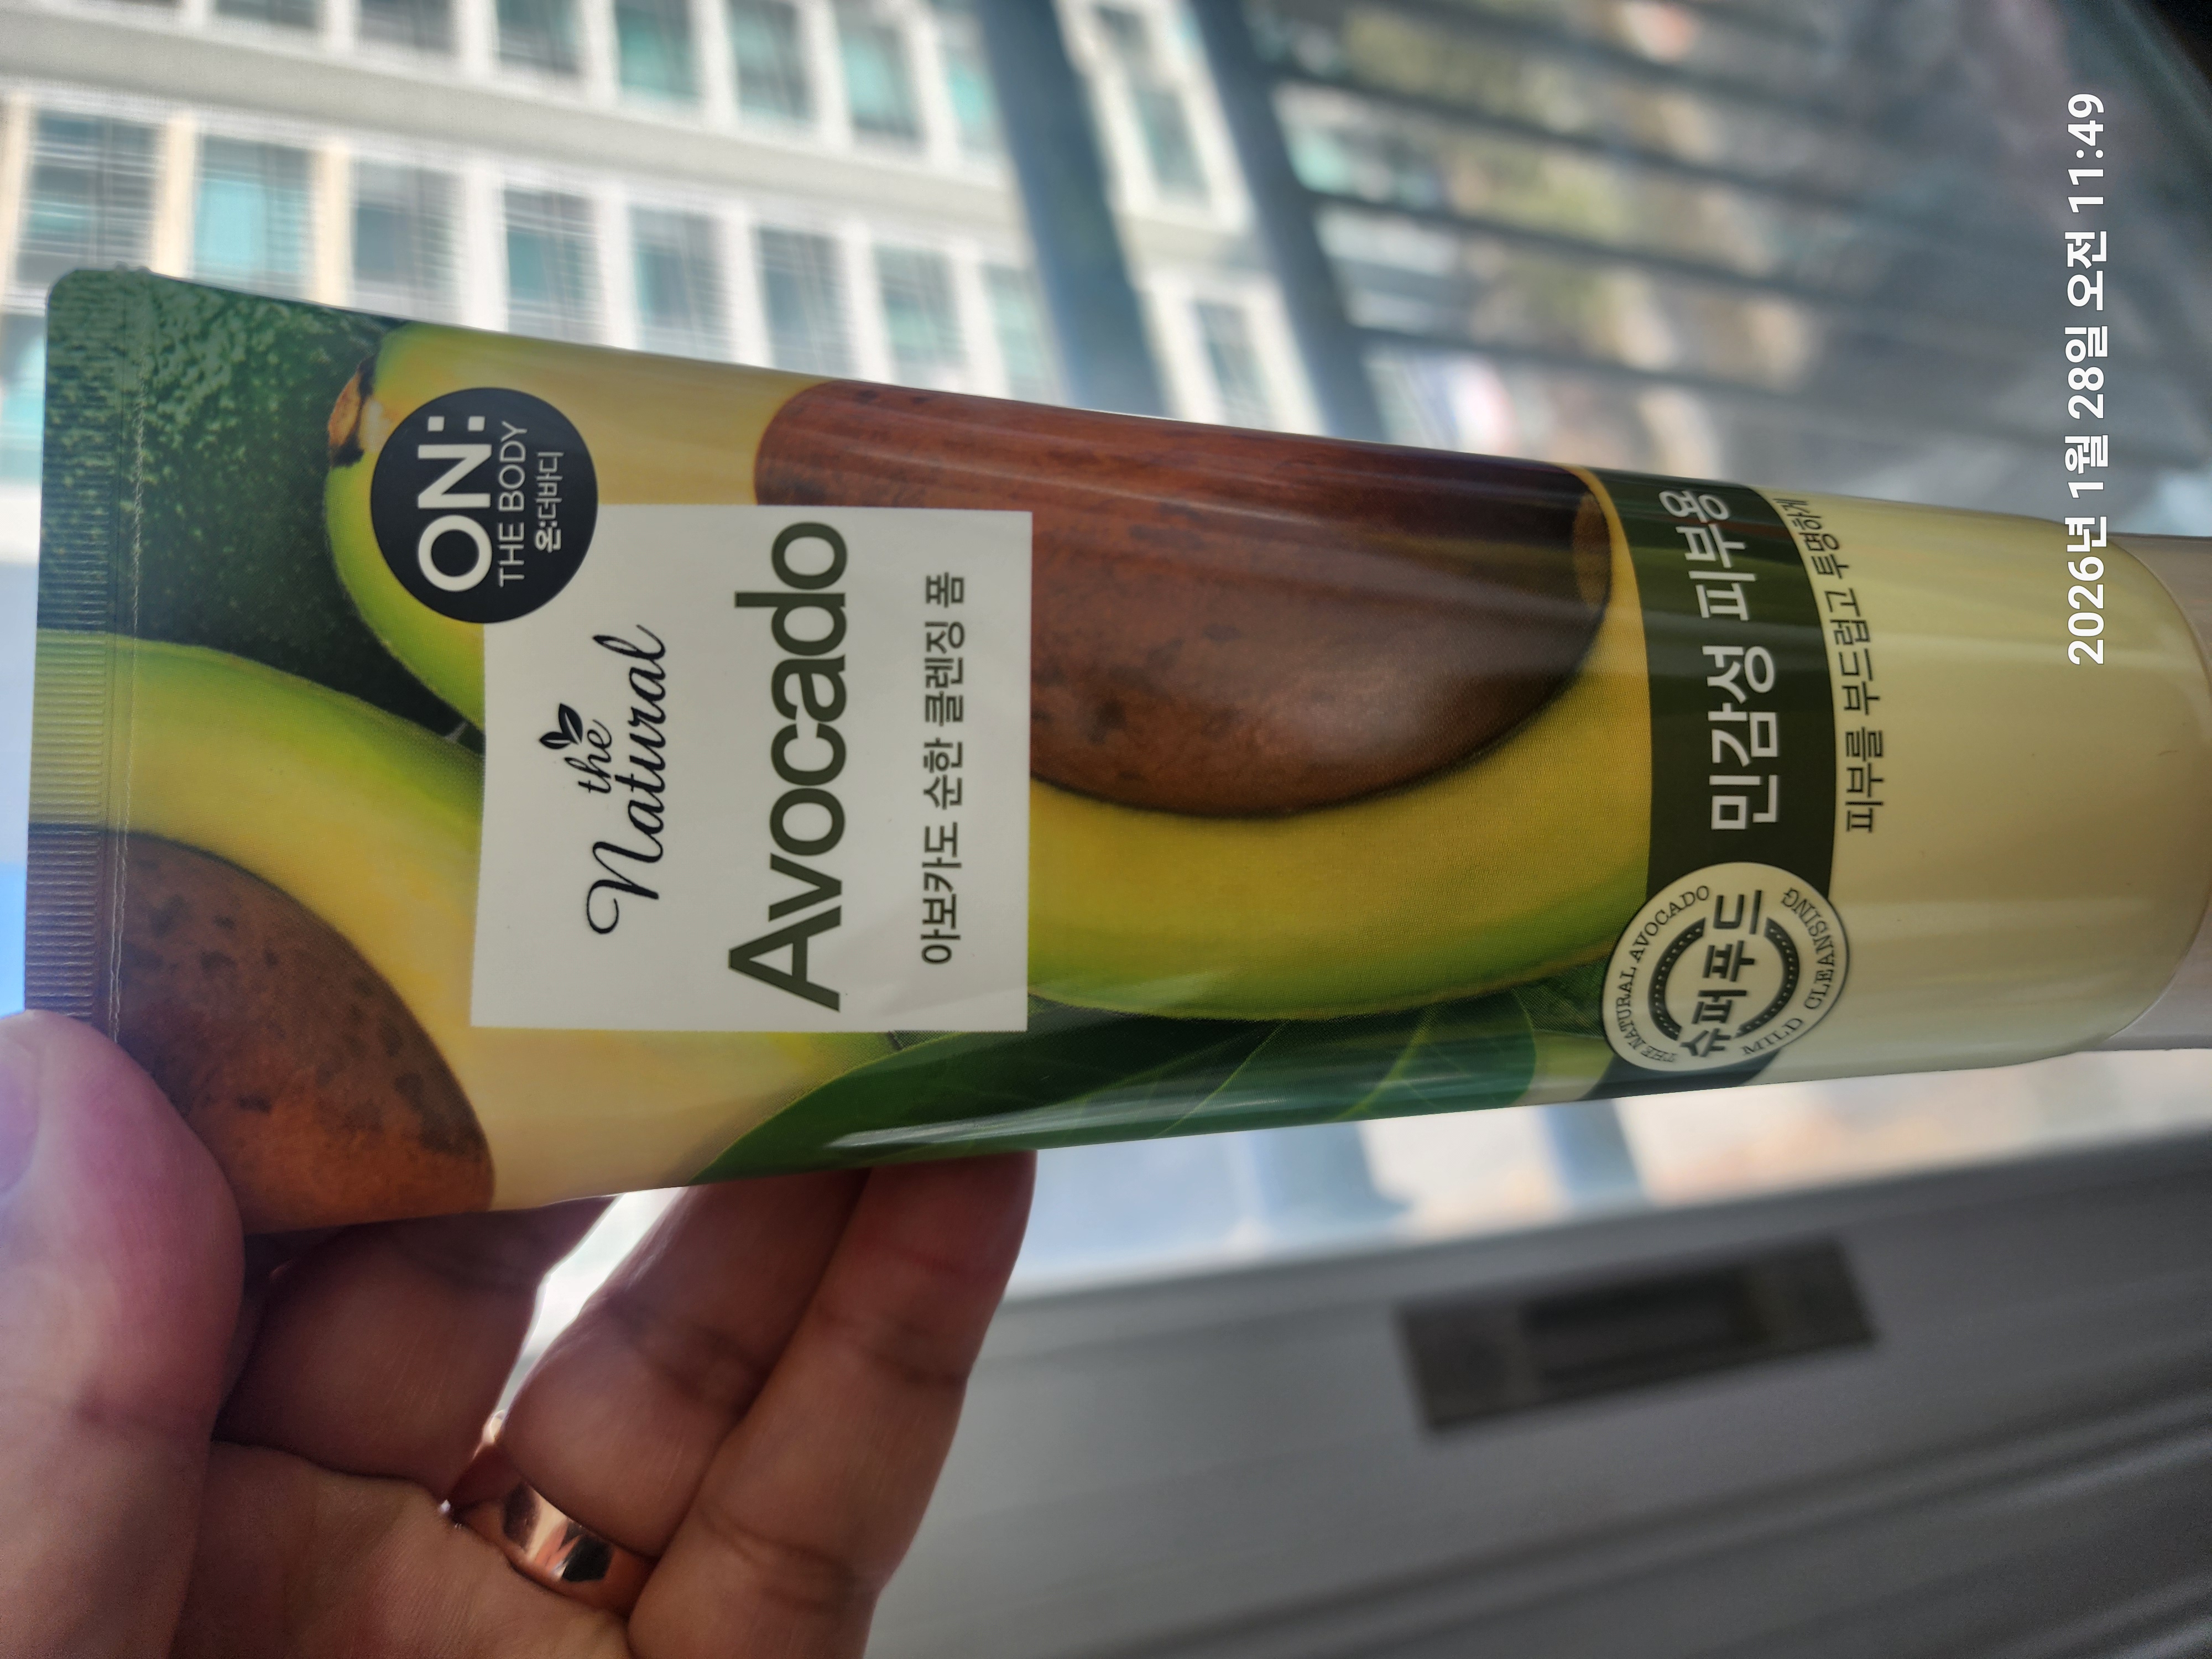 ON:
THE BODY
온:더바디
the
Natural
Avocado
아보카도 순한 클렌징 폼
THE NATURAL AVOCADO
슈퍼푸드
MILD CLEANSING
민감성 피부용
피부를 부드럽고 투명하게
2026년 1월 28일 오전 11:49